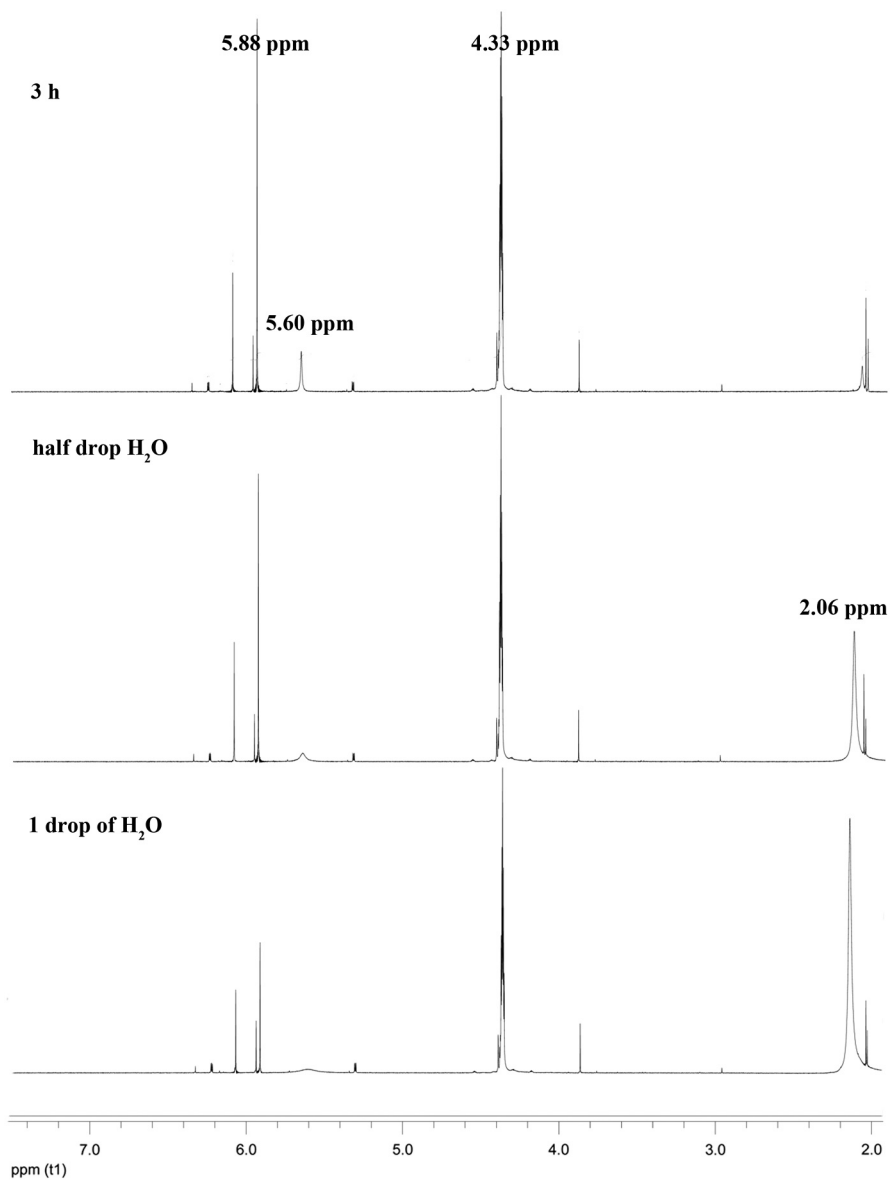 5.88 ppm 4.33 ppm
3 h
5.60 ppm
half drop H₂O
2.06 ppm
1 drop of H₂O
7.0 6.0 5.0 4.0 3.0 2.0
ppm (t1)